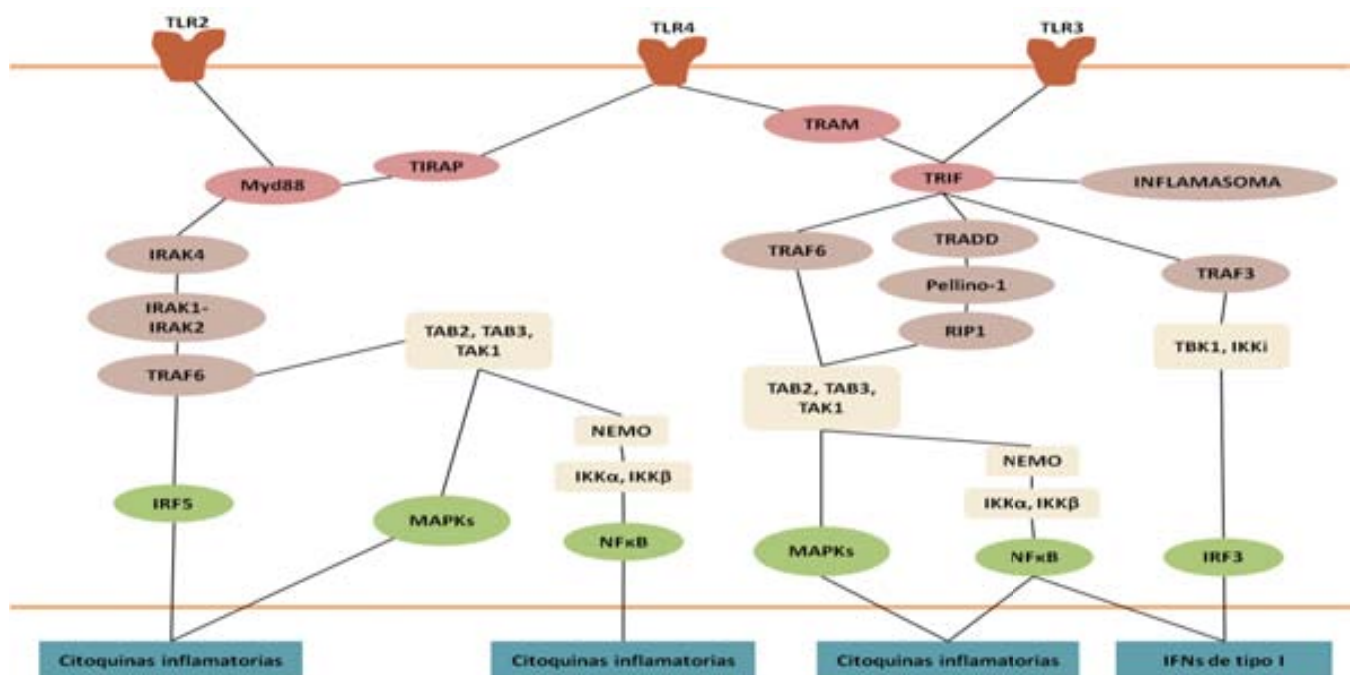 TLR2
TLR4
TLR3
TRAM
TIRAP
Myd88
TRIF
INFLAMASOMA
IRAK4
TRAF6
TRADD
TRAF3
Pellino-1
IRAK1-
IRAK2
TAB2, TAB3,
TAK1
RIP1
TBK1, IKKi
TRAF6
TAB2, TAB3,
TAK1
NEMO
NEMO
IKKα, IKKβ
IKKα, IKKβ
IRF5
MAPKs
NFκB
MAPKs
NFκB
IRF3
Citoquinas inflamatorias
Citoquinas inflamatorias
Citoquinas inflamatorias
IFNs de tipo I